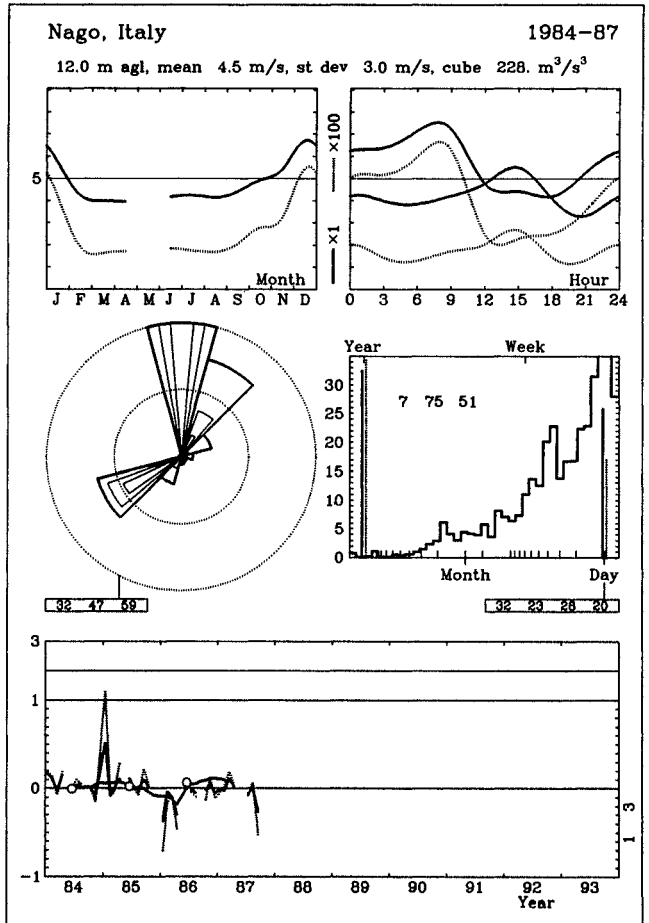 Nago, Italy 1984-87
12.0 m agl, mean 4.5 m/s, st dev 3.0 m/s, cube 228. m³/s³
5
×1 ×100
Month
J F M A M J J A S O N D
Hour
0 3 6 9 12 15 18 21 24
Year Week
30
25
20
15
10
5
0
7 75 51
Month Day
32 47 59
32 23 28 20
3
1
0
-1
84 85 86 87 88 89 90 91 92 93
Year
1 3